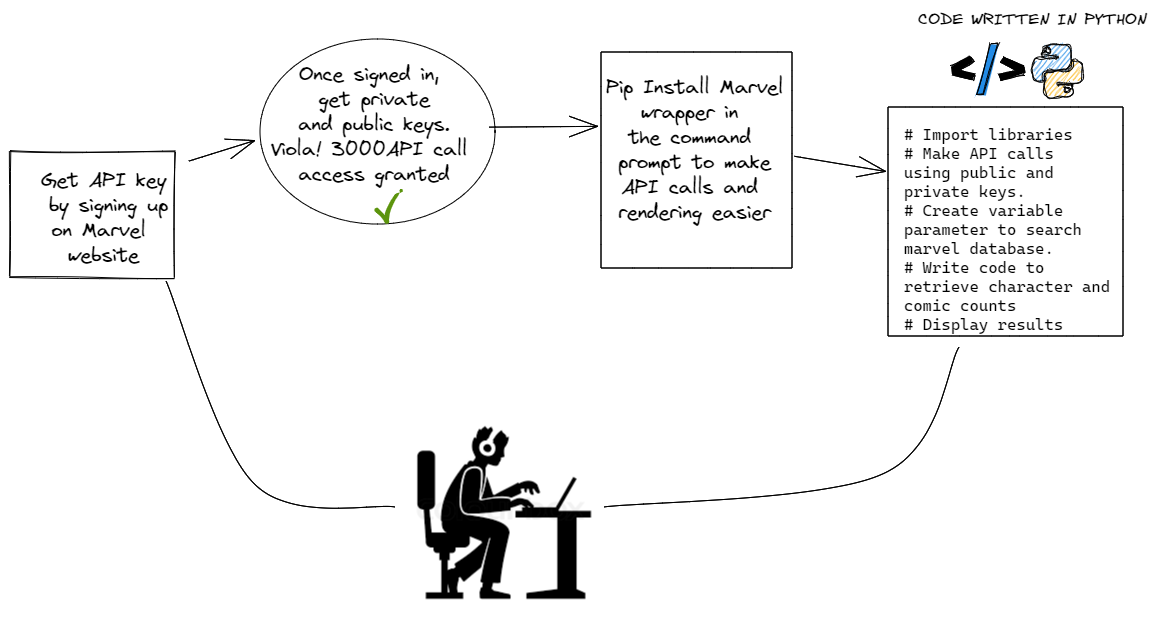 CODE WRITTEN IN PYTHON
</>
Get API key
by signing up
on Marvel
website
Once signed in,
get private
and public keys.
Viola! 3000API call
access granted
Pip Install Marvel
wrapper in
the command
prompt to make
API calls and
rendering easier
# Import libraries
# Make API calls
using public and
private keys.
# Create variable
parameter to search
marvel database.
# Write code to
retrieve character and
comic counts
# Display results